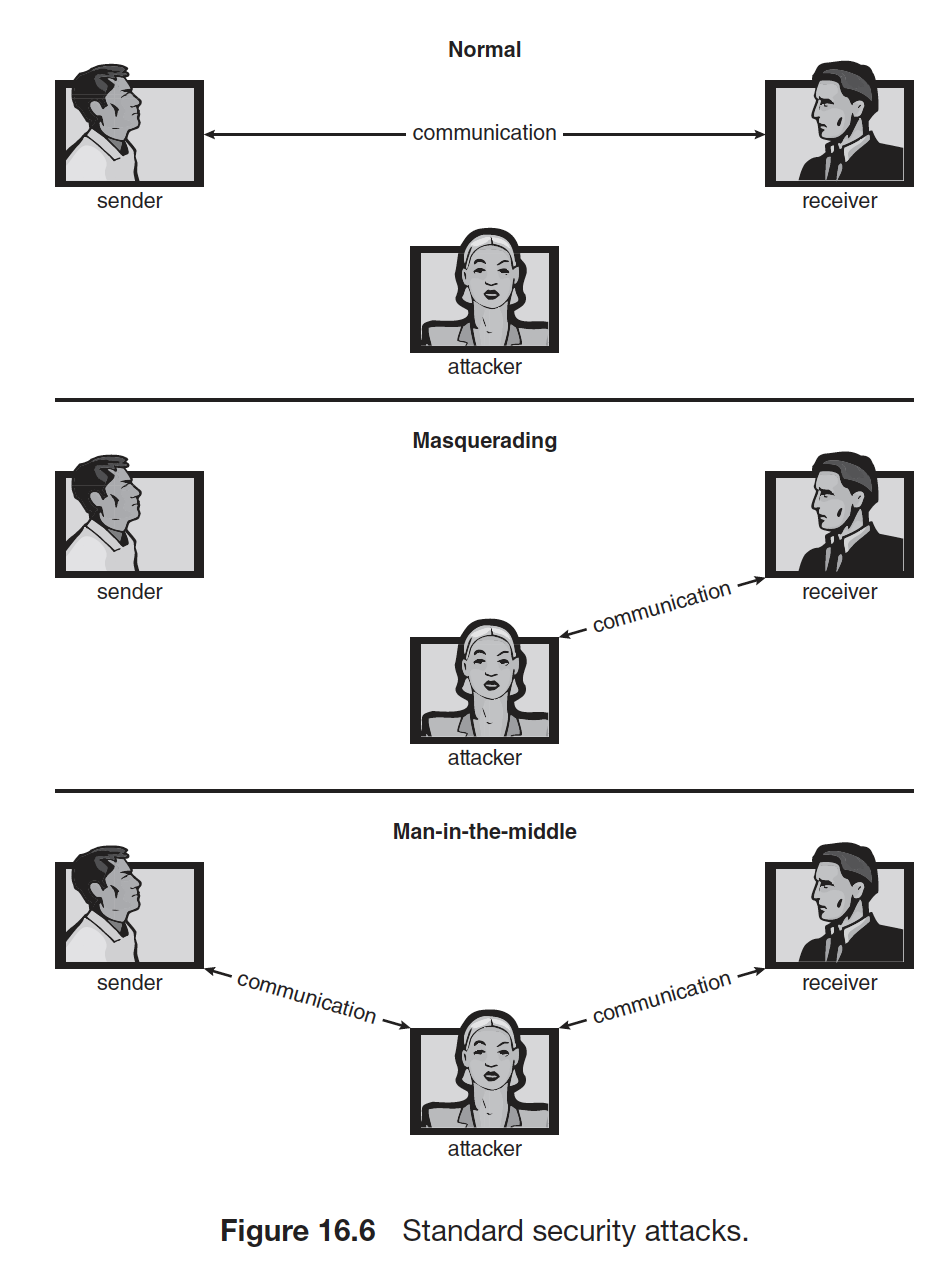 Normal
communication
sender
receiver
attacker
Masquerading
sender
communication
receiver
attacker
Man-in-the-middle
sender
communication
communication
receiver
attacker
Figure 16.6 Standard security attacks.